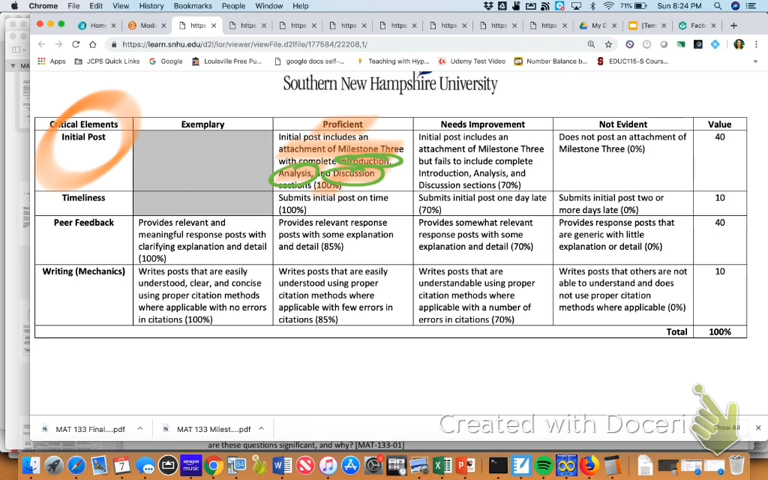 Chrome File Edit View History Bookmarks People Window Help 71% Sun 8:24 PM
https://learn.snhu.edu/d2l/lor/viewer/viewFile.d2lfile/177584/22208,1/
Apps JCPS Quick Links Google Louisville Free Pu... google docs self-... Teaching with Hyp... Udemy Dating... Number Balance b... EDUC115-S Course...
Southern New Hampshire University
Critical Elements Exemplary Proficient Needs Improvement Not Evident Value
Initial Post Initial post includes an Initial post includes an Does not post an attachment of 40
attachment of Milestone Three attachment of Milestone Three Milestone Three (0%)
with complete Introduction, but fails to include complete
Analysis, and Discussion Introduction, Analysis, and
sections (100%) Discussion sections (70%)
Timeliness Submits initial post on time Submits initial post one day late Submits initial post two or 10
(100%) (70%) more days late (0%)
Peer Feedback Provides relevant and Provides relevant response Provides somewhat relevant Provides response posts that 40
meaningful response posts with posts with some explanation response posts with some are generic with little
clarifying explanation and detail and detail (85%) explanation and detail (70%) explanation or detail (0%)
(100%)
Writing (Mechanics) Writes posts that are easily Writes posts that are easily Writes posts that are Writes posts that others are not 10
understood, clear, and concise understood using proper understandable using proper able to understand and does
using proper citation methods citation methods where citation methods where not use proper citation
where applicable with no errors applicable with few errors in applicable with a number of methods where applicable (0%)
in citations (100%) citations (85%) errors in citations (70%)
Total 100%
Created with Doceri
MAT 133 Final....pdf MAT 133 Milest....pdf Show All
are these questions significant, and why? [MAT-133-01]